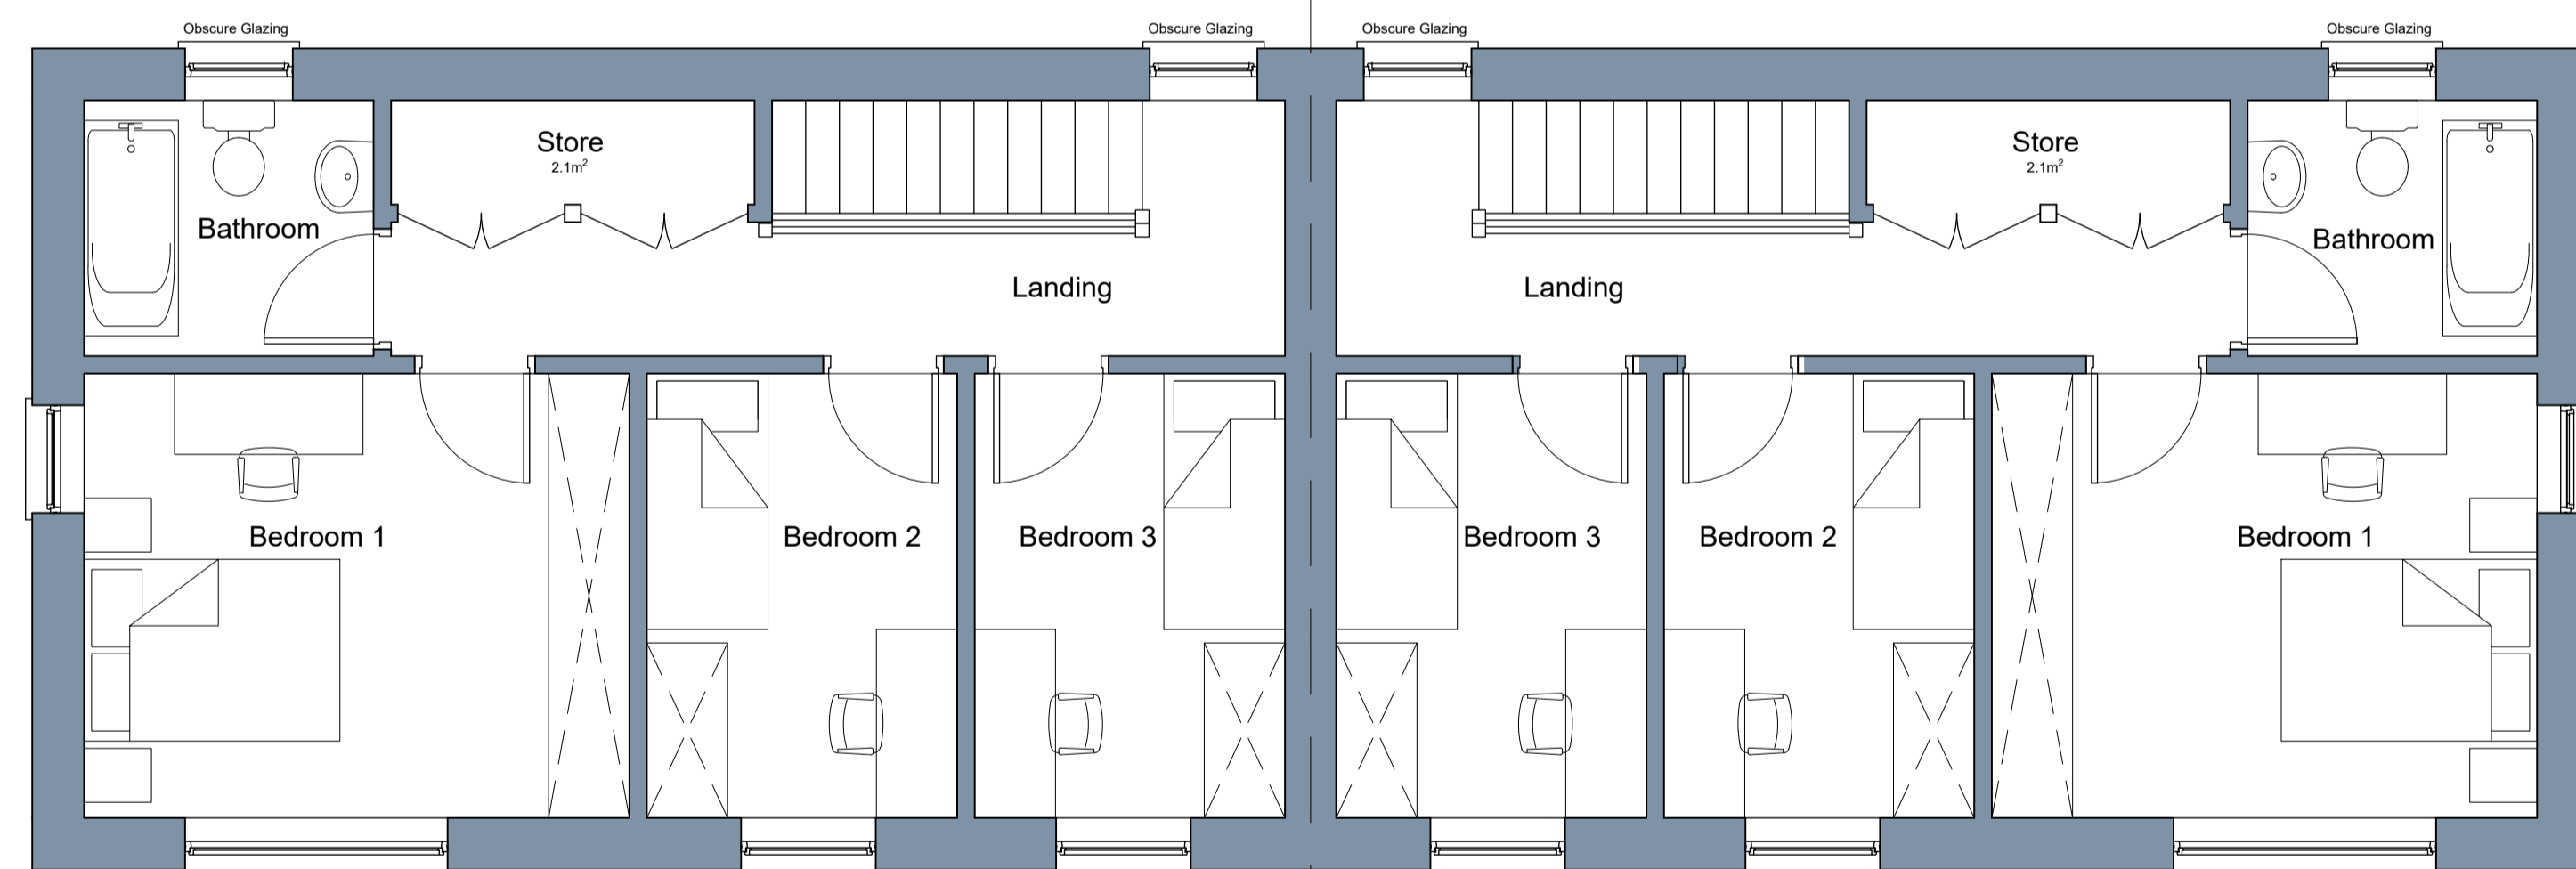 Obscure Glazing
Obscure Glazing
Obscure Glazing
Obscure Glazing
Store
2.1m²
Store
2.1m²
Bathroom
Bathroom
Landing
Landing
Bedroom 1
Bedroom 2
Bedroom 3
Bedroom 3
Bedroom 2
Bedroom 1